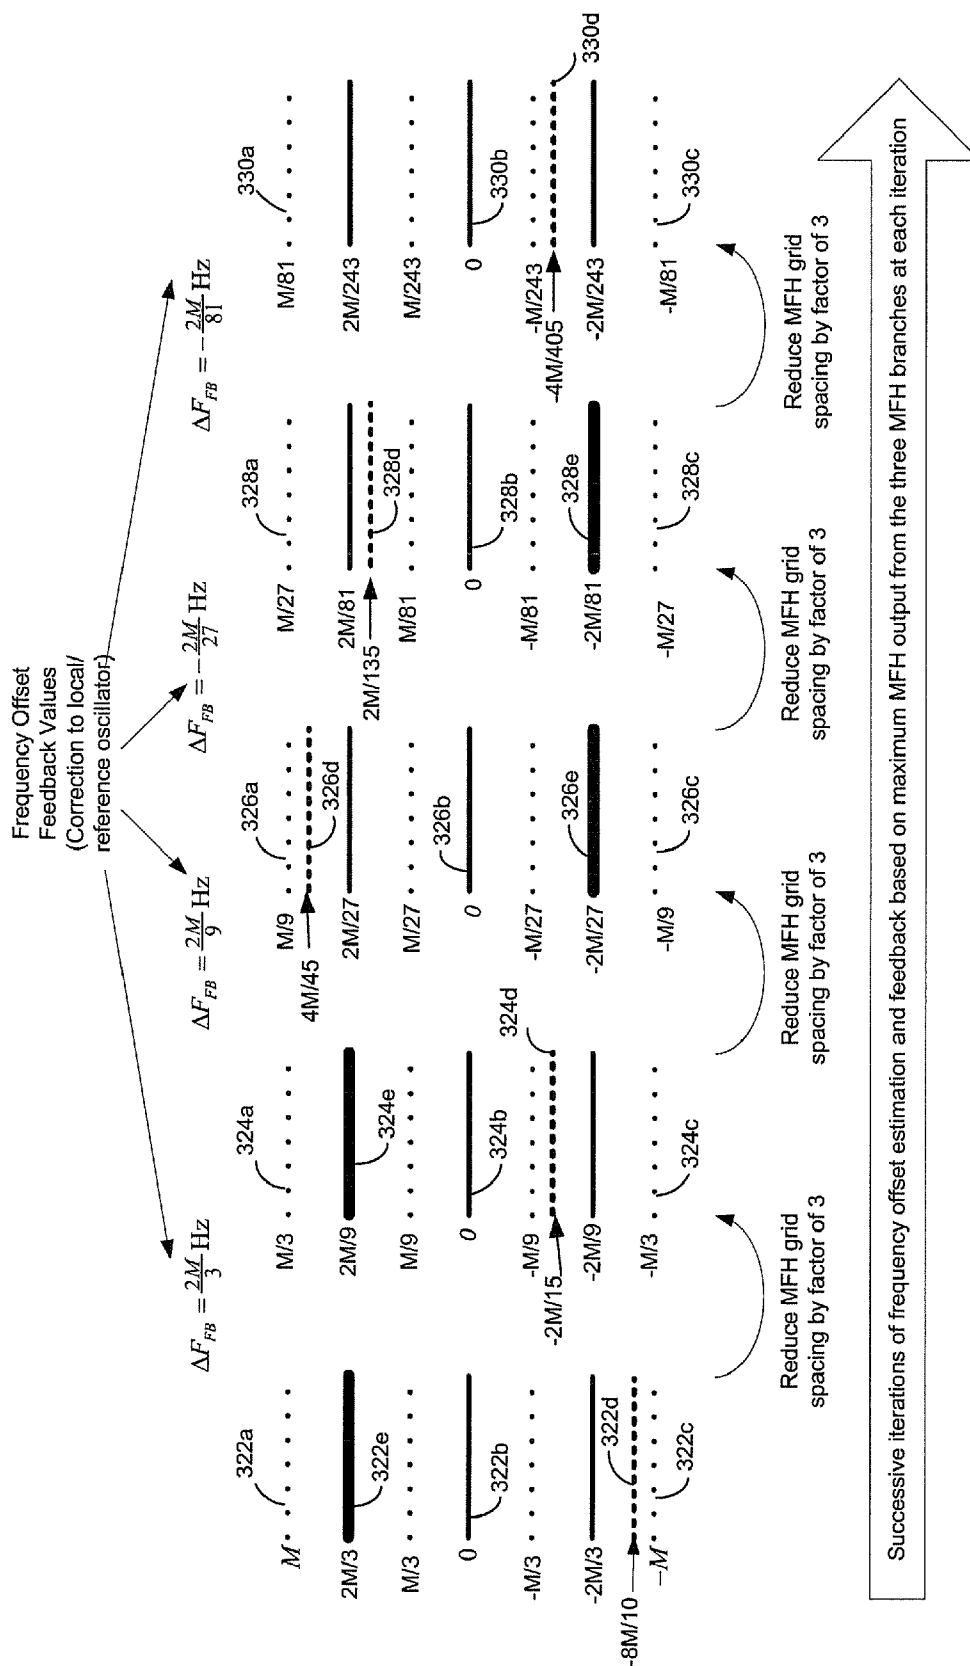 Frequency Offset
Feedback Values
(Correction to local/
reference oscillator)
ΔF_FB = 2M/3 Hz
ΔF_FB = 2M/9 Hz
ΔF_FB = -2M/27 Hz
ΔF_FB = -2M/81 Hz
M
322a
2M/3
322e
M/3
0
322b
-M/3
-2M/3
322d
-8M/10
-M
322c
M/3
324a
2M/9
324e
M/9
0
324b
-M/9
324d
-2M/15
-2M/9
-M/3
324c
M/9
326a
4M/45
326d
2M/27
M/27
0
326b
-M/27
-2M/27
326e
-M/9
326c
M/27
328a
2M/81
2M/135
328d
M/81
0
328b
-M/81
-2M/81
328e
-M/27
328c
M/81
330a
2M/243
M/243
0
330b
-M/243
-4M/405
330d
-2M/243
-M/81
330c
Reduce MFH grid
spacing by factor of 3
Reduce MFH grid
spacing by factor of 3
Reduce MFH grid
spacing by factor of 3
Reduce MFH grid
spacing by factor of 3
Successive iterations of frequency offset estimation and feedback based on maximum MFH output from the three MFH branches at each iteration